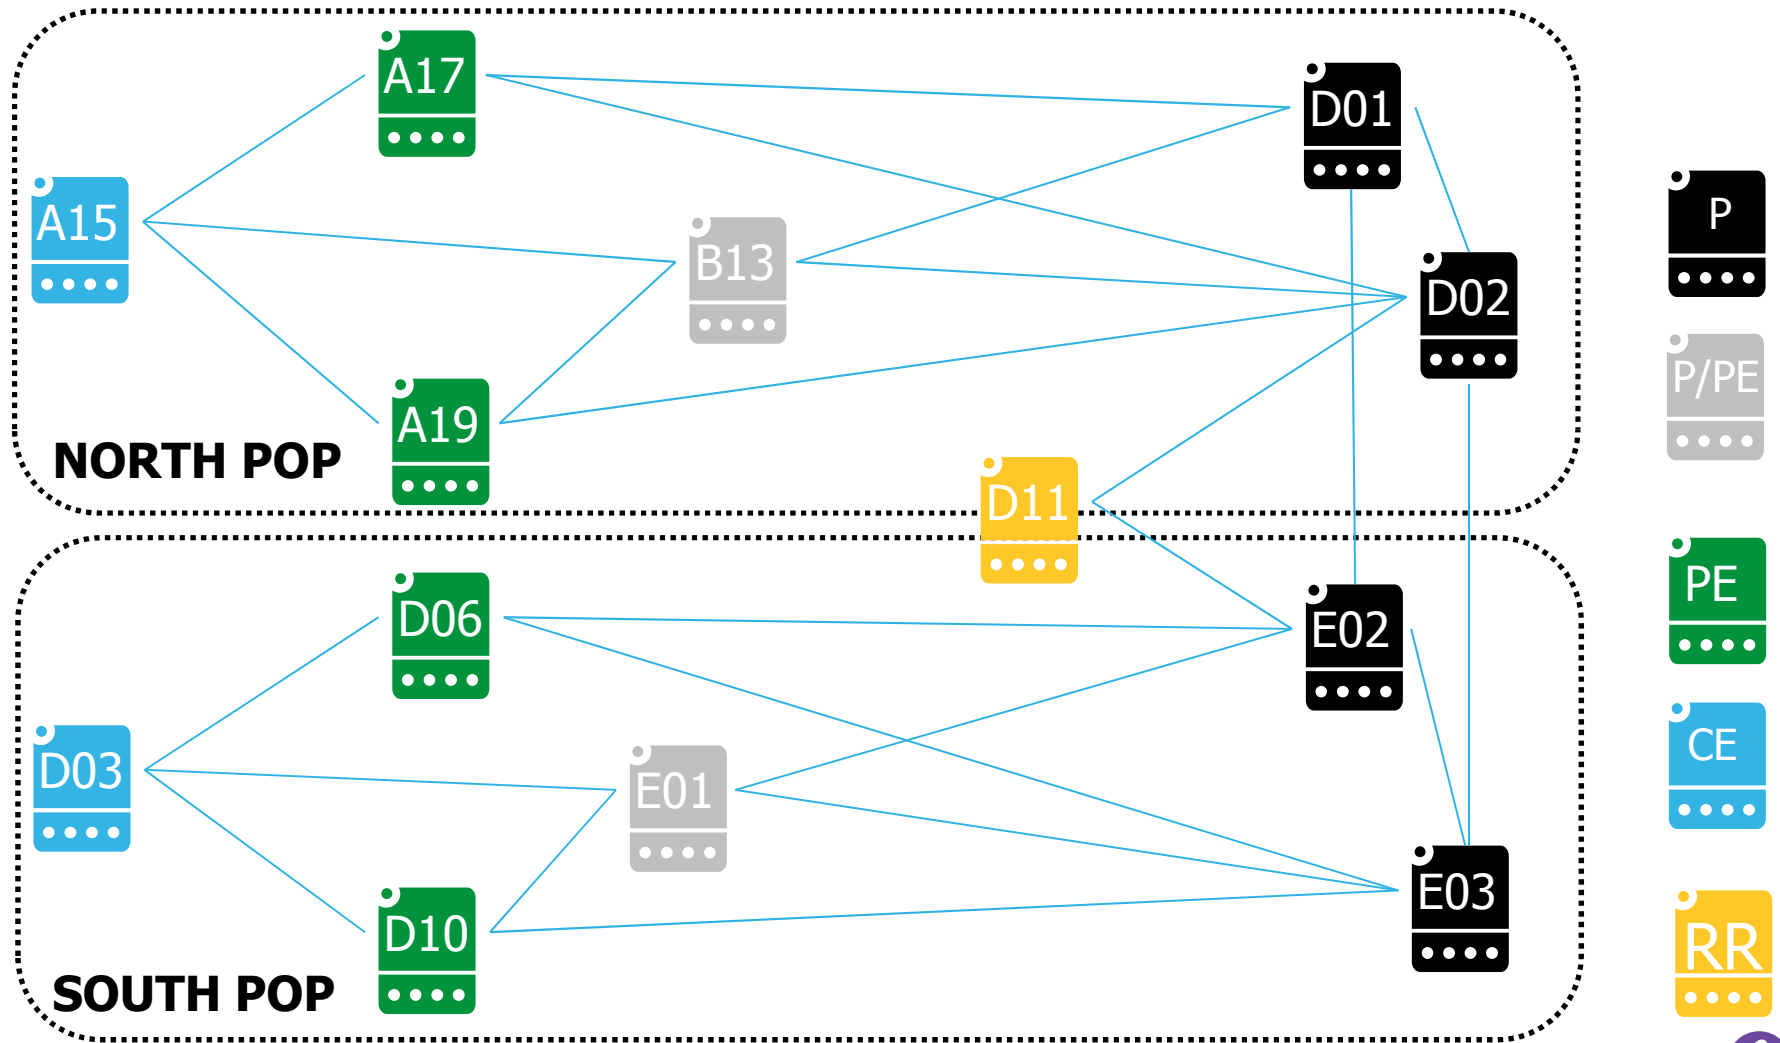 A17
D01
A15
P
B13
D02
P/PE
A19
NORTH POP
D11
D06
PE
E02
D03
E01
CE
E03
D10
RR
SOUTH POP